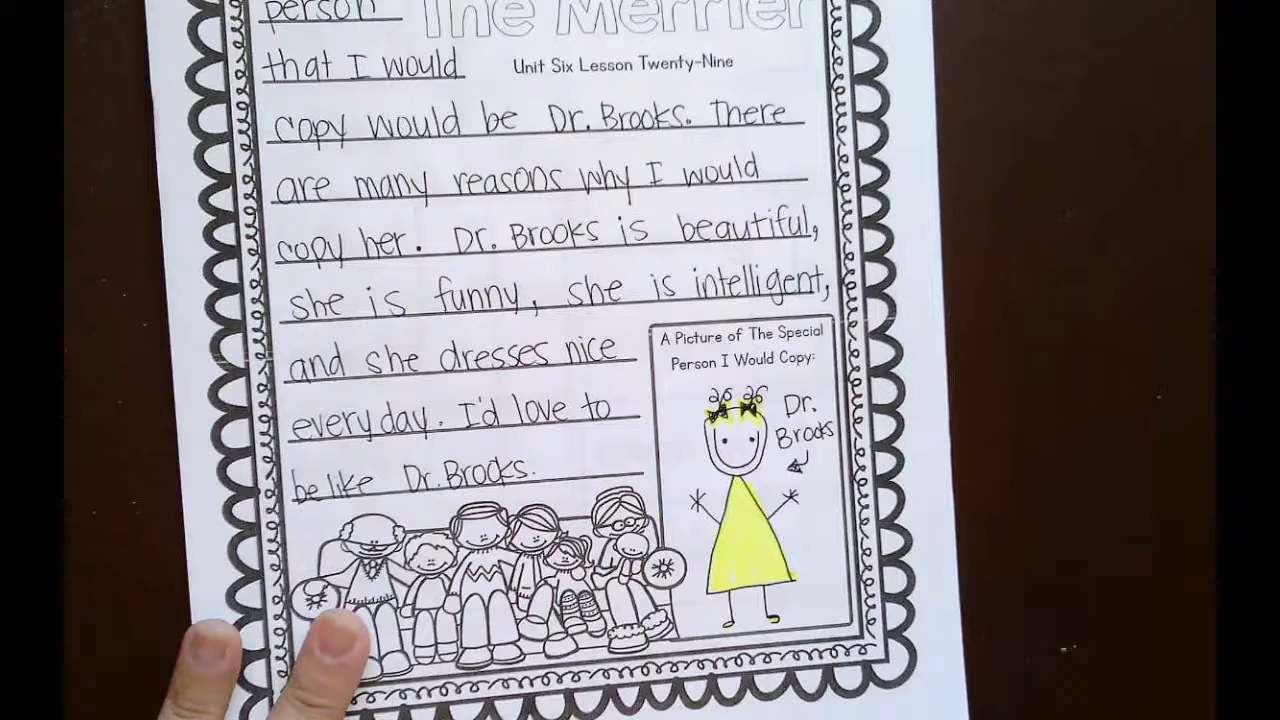 person
The Merrier
that I would
Unit Six Lesson Twenty-Nine
copy would be Dr. Brooks. There
are many reasons why I would
copy her. Dr. Brooks is beautiful,
she is funny, she is intelligent,
and she dresses nice
everyday. I'd love to
be like Dr. Brooks.
A Picture of The Special
Person I Would Copy:
Dr.
Brooks